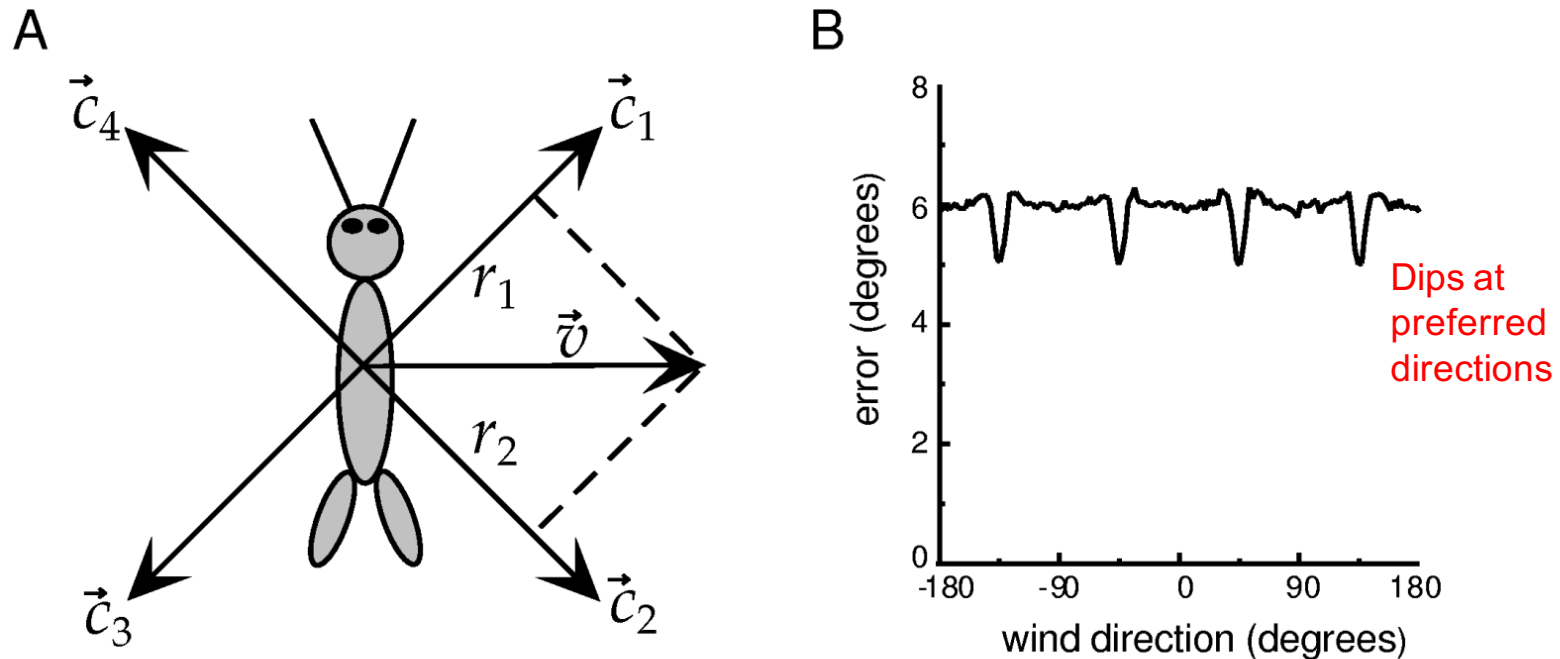 A
c⃗4
c⃗1
r1
v⃗
r2
c⃗3
c⃗2
B
error (degrees)
8
6
4
2
0
-180
-90
0
90
180
wind direction (degrees)
Dips at
preferred
directions